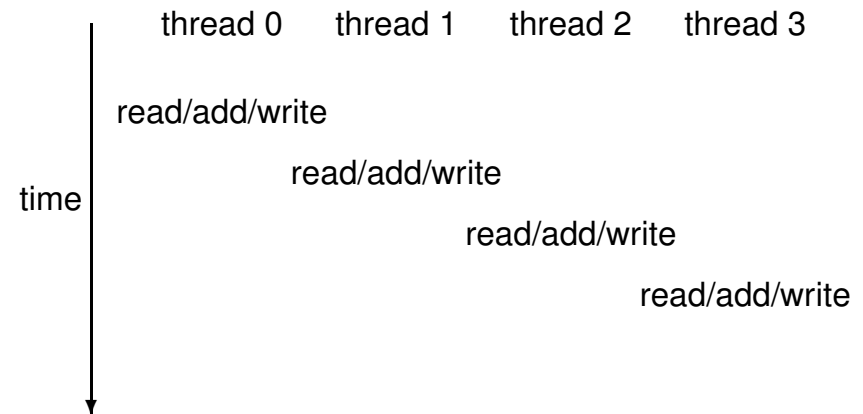 thread 0 thread 1 thread 2 thread 3
read/add/write
read/add/write
time
read/add/write
read/add/write